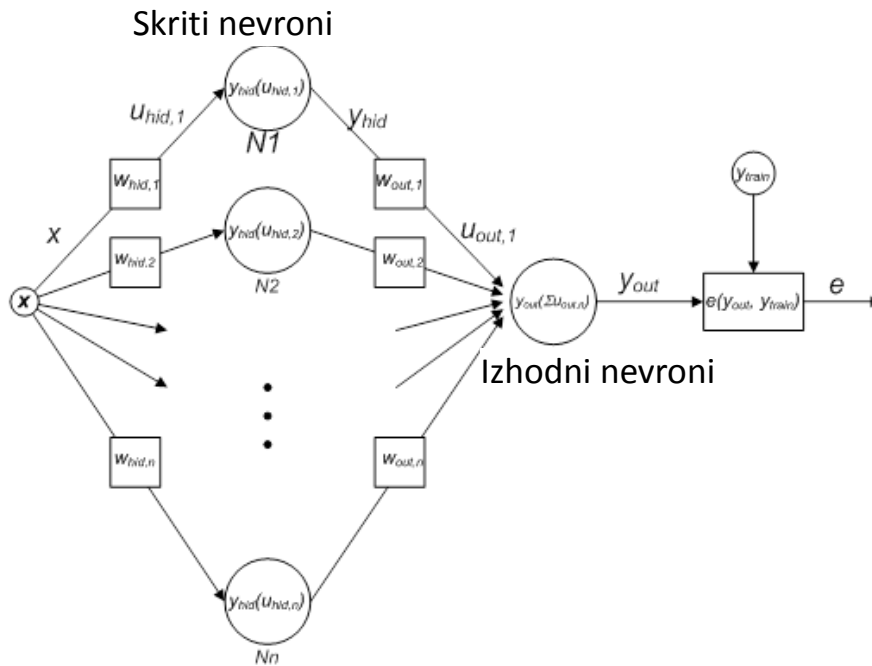 Skriti nevroni
y_hid(u_hid,1)
u_hid,1
y_hid
N1
w_hid,1
w_out,1
y_train
x
y_hid(u_hid,2)
u_out,1
w_hid,2
w_out,2
N2
y_out
e
x
y_out(Σu_out,n)
e(y_out, y_train)
Izhodni nevroni
w_hid,n
w_out,n
y_hid(u_hid,n)
Nn